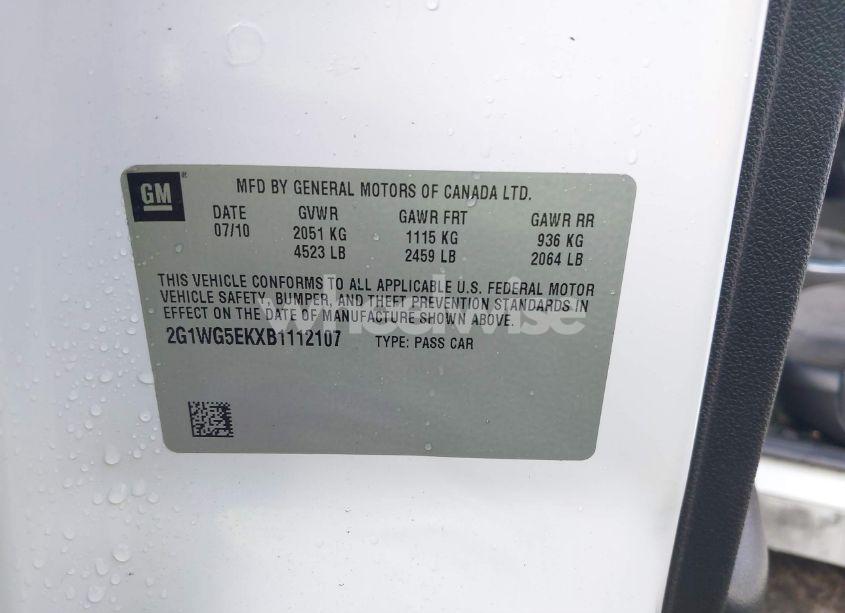 GM
MFD BY GENERAL MOTORS OF CANADA LTD.
DATE GVWR GAWR FRT GAWR RR
07/10 2051 KG 1115 KG 936 KG
4523 LB 2459 LB 2064 LB
THIS VEHICLE CONFORMS TO ALL APPLICABLE U.S. FEDERAL MOTOR
VEHICLE SAFETY, BUMPER, AND THEFT PREVENTION STANDARDS IN
EFFECT ON THE DATE OF MANUFACTURE SHOWN ABOVE.
wheelwise
2G1WG5EKXB1112107 TYPE: PASS CAR